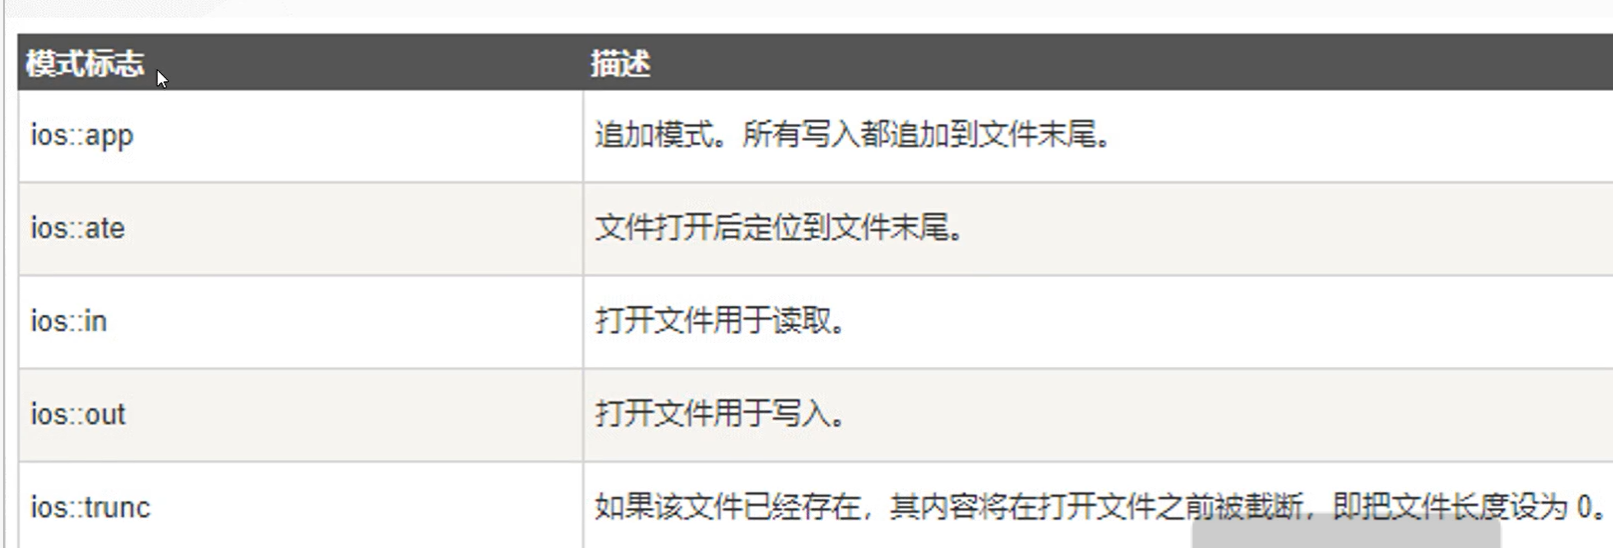 模式标志 描述
ios::app 追加模式。所有写入都追加到文件末尾。
ios::ate 文件打开后定位到文件末尾。
ios::in 打开文件用于读取。
ios::out 打开文件用于写入。
ios::trunc 如果该文件已经存在，其内容将在打开文件之前被截断，即把文件长度设为 0。